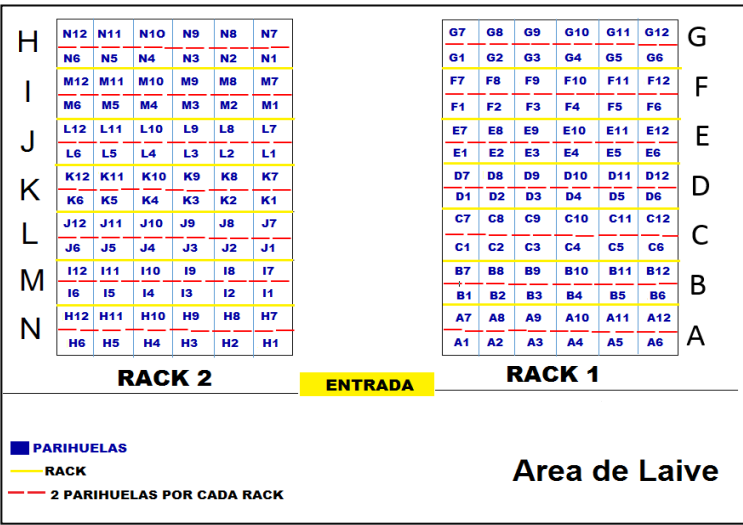 H N12 N11 N10 N9 N8 N7 G7 G8 G9 G10 G11 G12 G
N6 N5 N4 N3 N2 N1 G1 G2 G3 G4 G5 G6
I M12 M11 M10 M9 M8 M7 F7 F8 F9 F10 F11 F12 F
M6 M5 M4 M3 M2 M1 F1 F2 F3 F4 F5 F6
J L12 L11 L10 L9 L8 L7 E7 E8 E9 E10 E11 E12 E
L6 L5 L4 L3 L2 L1 E1 E2 E3 E4 E5 E6
K K12 K11 K10 K9 K8 K7 D7 D8 D9 D10 D11 D12 D
K6 K5 K4 K3 K2 K1 D1 D2 D3 D4 D5 D6
L J12 J11 J10 J9 J8 J7 C7 C8 C9 C10 C11 C12 C
J6 J5 J4 J3 J2 J1 C1 C2 C3 C4 C5 C6
M I12 I11 I10 I9 I8 I7 B7 B8 B9 B10 B11 B12 B
I6 I5 I4 I3 I2 I1 B1 B2 B3 B4 B5 B6
N H12 H11 H10 H9 H8 H7 A7 A8 A9 A10 A11 A12 A
H6 H5 H4 H3 H2 H1 A1 A2 A3 A4 A5 A6
RACK 2 ENTRADA RACK 1
PARIHUELAS
RACK
2 PARIHUELAS POR CADA RACK
Area de Laive